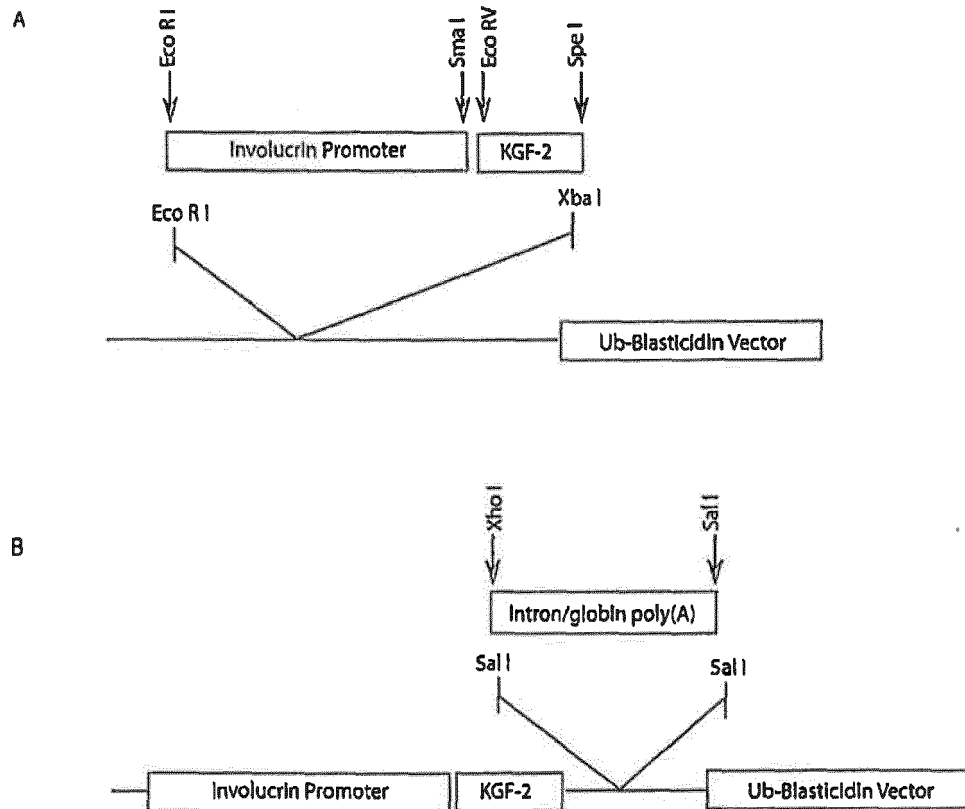 A
Eco R I
Sma I
Eco RV
Spe I
Involucrin Promoter
KGF-2
Eco R I
Xba I
Ub-Blasticidin Vector
B
Xho I
Sal I
Intron/globin poly(A)
Sal I
Sal I
Involucrin Promoter
KGF-2
Ub-Blasticidin Vector